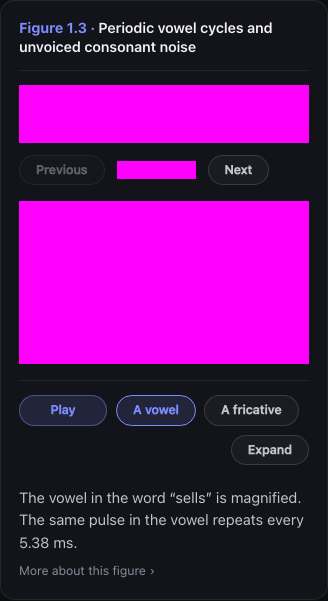 Figure 1.3 · Periodic vowel cycles and
unvoiced consonant noise
Previous
Next
Play
A vowel
A fricative
Expand
The vowel in the word “sells” is magnified.
The same pulse in the vowel repeats every
5.38 ms.
More about this figure ›